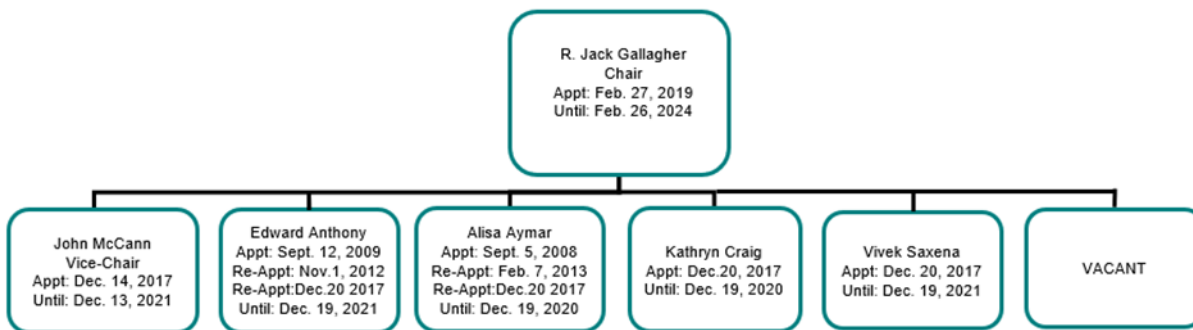 R. Jack Gallagher
Chair
Appt: Feb. 27, 2019
Until: Feb. 26, 2024
John McCann
Vice-Chair
Appt: Dec. 14, 2017
Until: Dec. 13, 2021
Edward Anthony
Appt: Sept. 12, 2009
Re-Appt: Nov.1, 2012
Re-Appt:Dec.20 2017
Until: Dec. 19, 2021
Alisa Aymar
Appt: Sept. 5, 2008
Re-Appt: Feb. 7, 2013
Re-Appt:Dec.20 2017
Until: Dec. 19, 2020
Kathryn Craig
Appt: Dec.20, 2017
Until: Dec. 19, 2020
Vivek Saxena
Appt: Dec. 20, 2017
Until: Dec. 19, 2021
VACANT